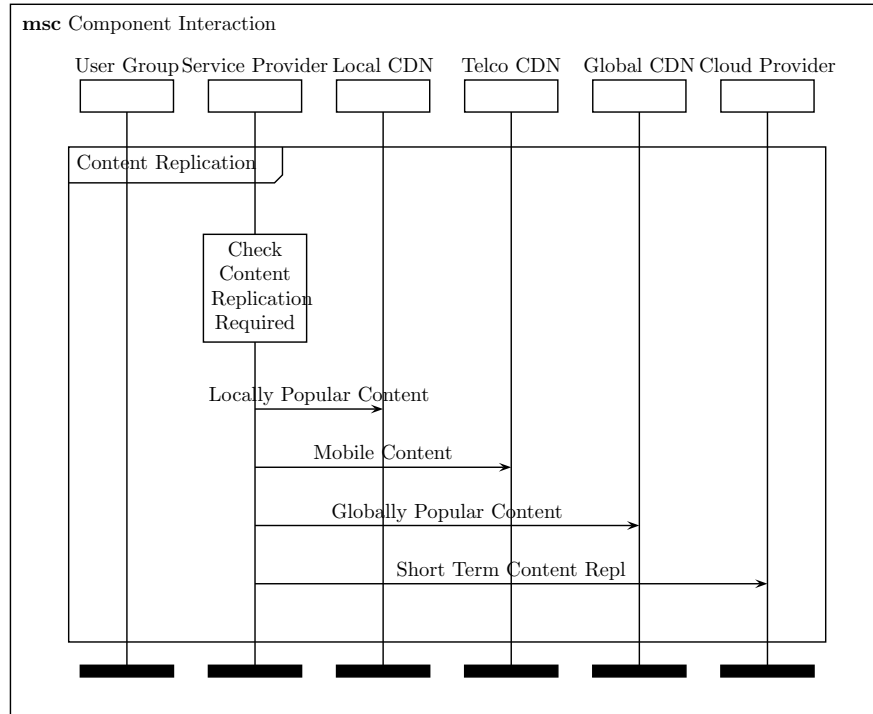 msc Component Interaction
User Group Service Provider Local CDN Telco CDN Global CDN Cloud Provider
Content Replication
Check
Content
Replication
Required
Locally Popular Content
Mobile Content
Globally Popular Content
Short Term Content Repl